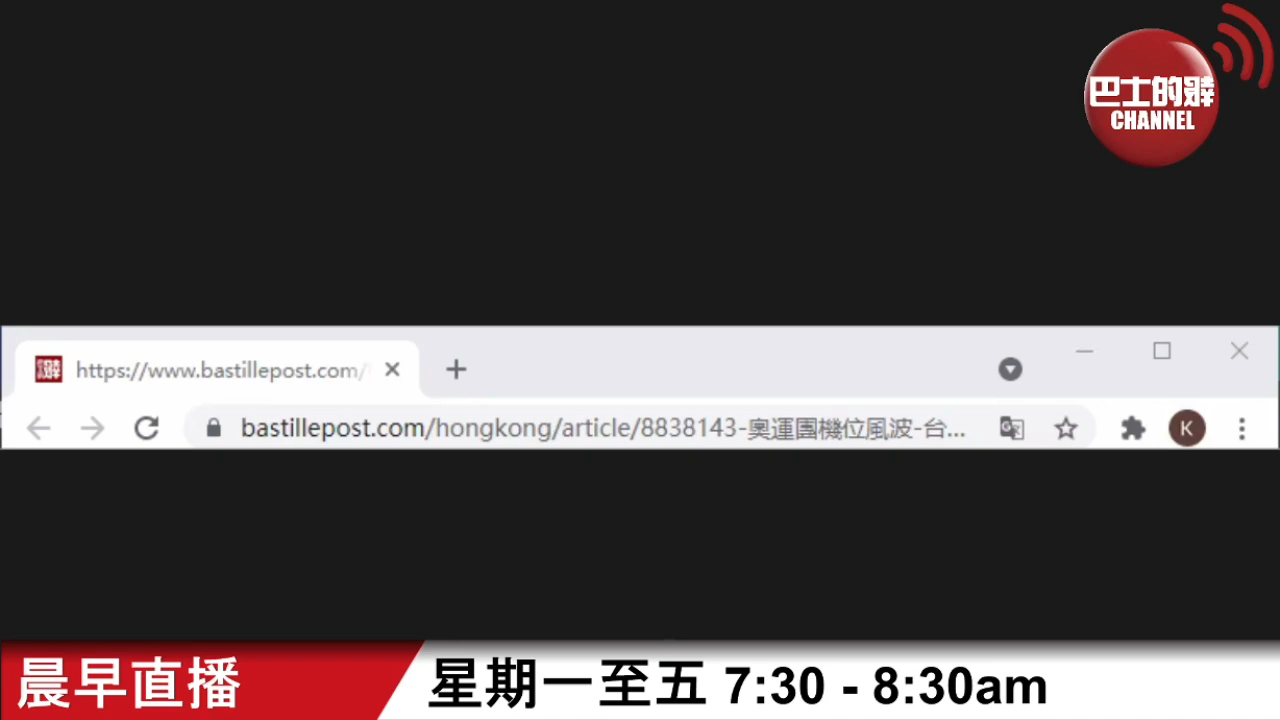 巴士的報
CHANNEL
https://www.bastillepost.com/
bastillepost.com/hongkong/article/8838143-奧運團機位風波-台...
K
晨早直播
星期一至五 7:30 - 8:30am